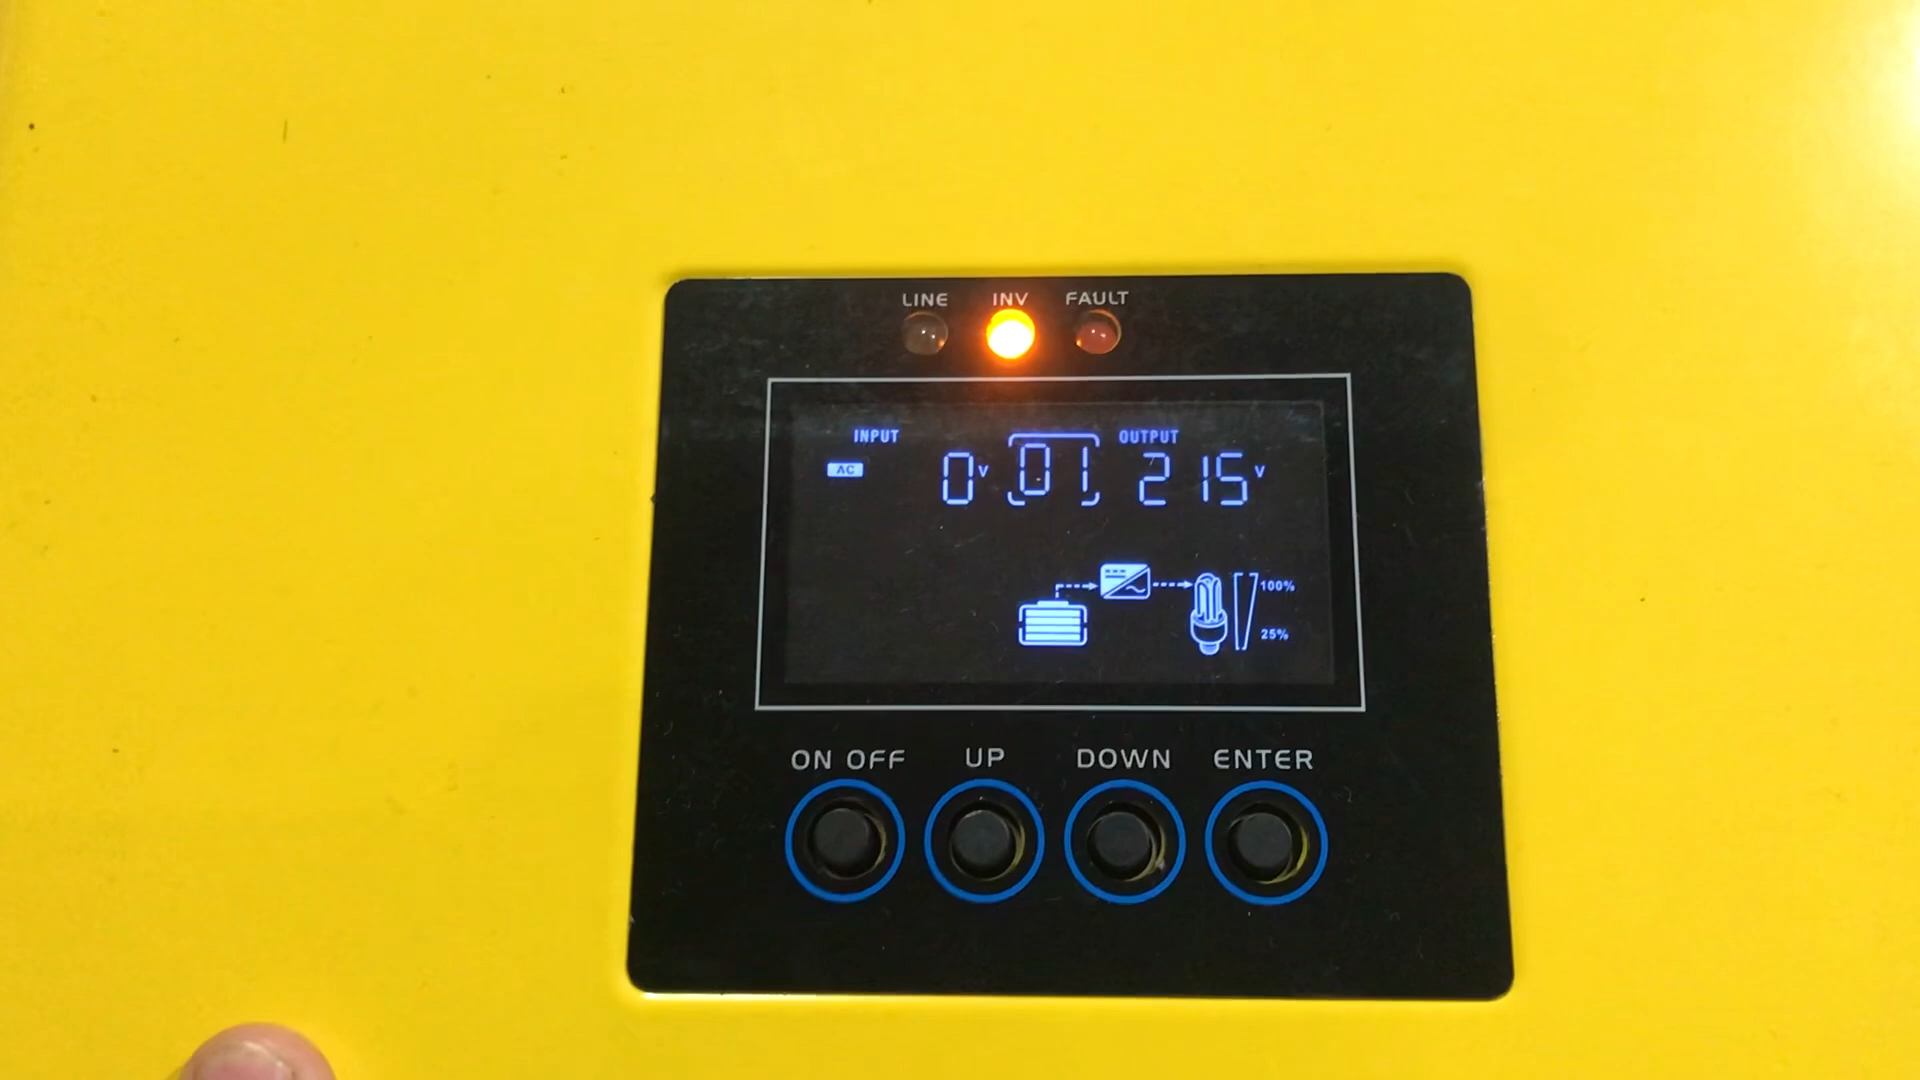 LINE INV FAULT
INPUT OUTPUT
AC 0V 01 215V
100%
25%
ON OFF UP DOWN ENTER